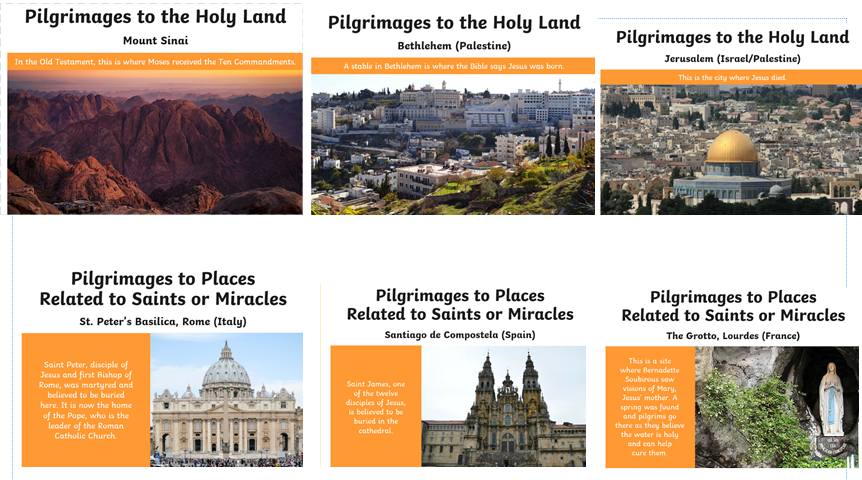 Pilgrimages to the Holy Land
Mount Sinai
In the Old Testament, this is where Moses received the Ten Commandments.
Pilgrimages to the Holy Land
Bethlehem (Palestine)
A stable in Bethlehem is where the Bible says Jesus was born.
Pilgrimages to the Holy Land
Jerusalem (Israel/Palestine)
This is the city where Jesus died.
Pilgrimages to Places
Related to Saints or Miracles
St. Peter's Basilica, Rome (Italy)
Saint Peter, disciple of
Jesus and first Bishop of
Rome, was martyred and
believed to be buried
here. It is now the home
of the Pope, who is the
leader of the Roman
Catholic Church.
Pilgrimages to Places
Related to Saints or Miracles
Santiago de Compostela (Spain)
Saint James, one
of the twelve
disciples of Jesus,
is believed to be
buried in the
cathedral.
Pilgrimages to Places
Related to Saints or Miracles
The Grotto, Lourdes (France)
This is a site
where Bernadette
Soubirous saw
visions of Mary,
Jesus' mother. A
spring was found
and pilgrims go
there as they believe
the water is holy
and can help
cure them.